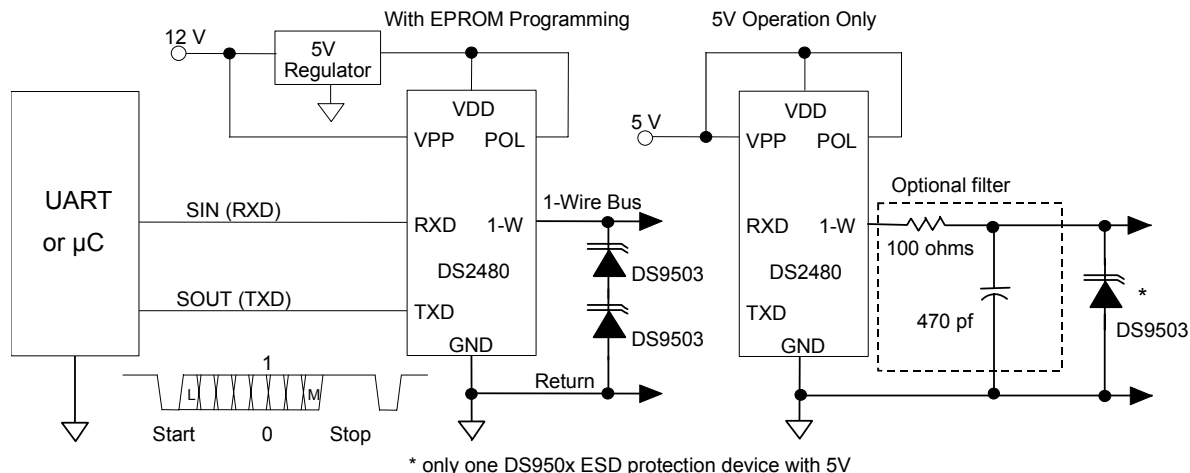 With EPROM Programming
12 V
5V
Regulator
VDD
VPP
POL
UART
or µC
SIN (RXD)
RXD
1-W
1-Wire Bus
DS2480
DS9503
SOUT (TXD)
TXD
DS9503
GND
Return
1
L
M
Start
0
Stop
5V Operation Only
5 V
VDD
VPP
POL
Optional filter
RXD
1-W
100 ohms
DS2480
TXD
470 pf
*
DS9503
GND
* only one DS950x ESD protection device with 5V